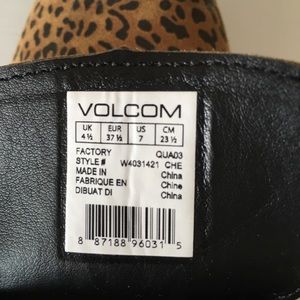 VOLCOM
UK EUR US CM
4½ 37½ 7 23½
FACTORY QUA03
STYLE # W4031421 CHE
MADE IN China
FABRIQUE EN Chine
DIBUAT DI China
8 87188 96031 5